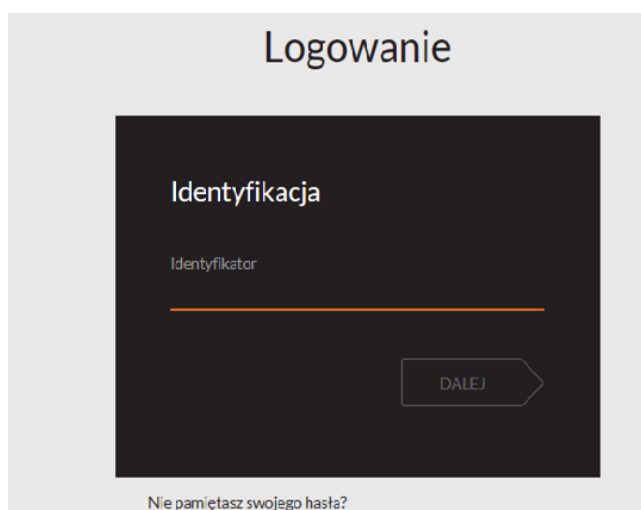 Logowanie
Identyfikacja
Identyfikator
DALEJ
Nie pamiętasz swojego hasła?